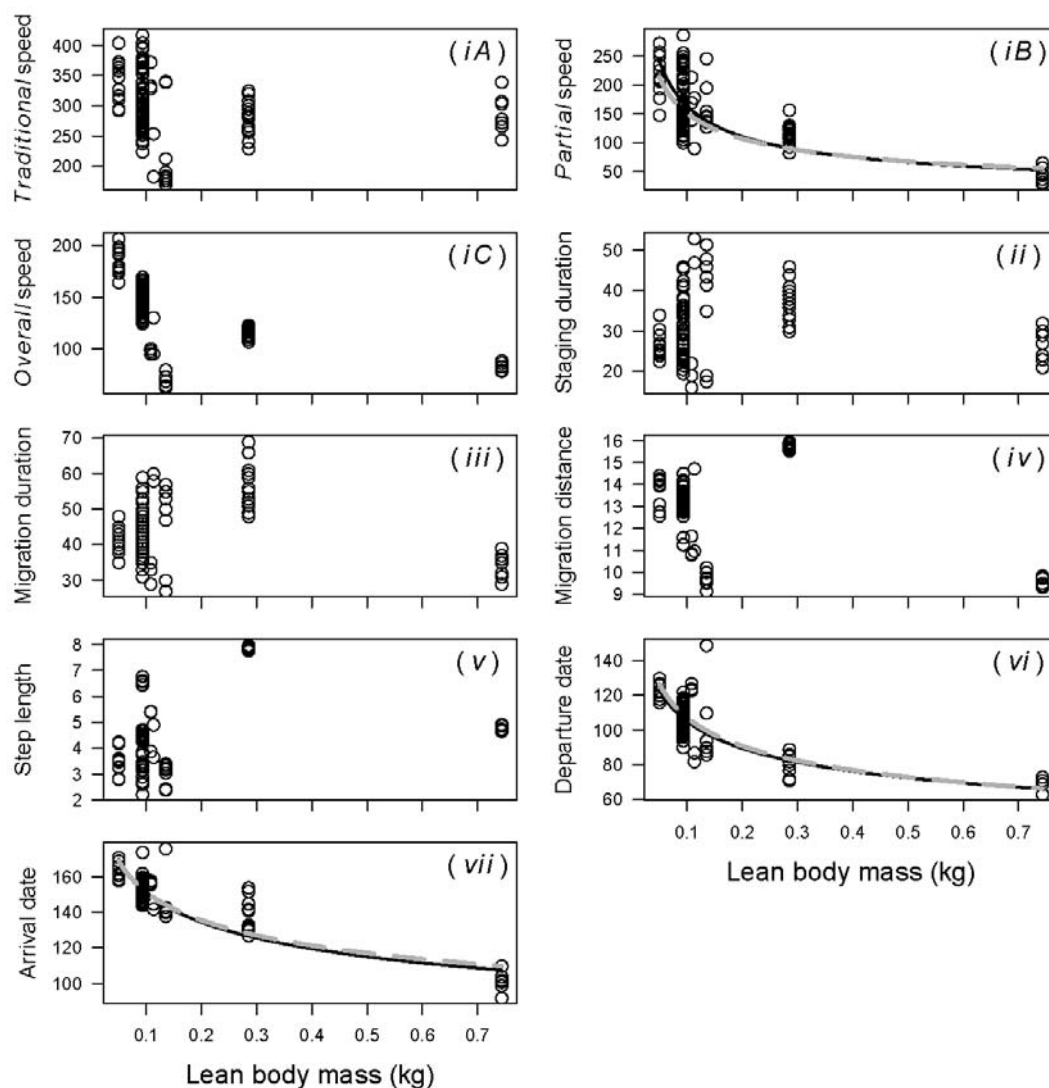 Traditional speed
400
350
300
250
200
(iA)
Partial speed
250
200
150
100
50
(iB)
Overall speed
200
150
100
(iC)
Staging duration
50
40
30
20
(ii)
Migration duration
70
60
50
40
30
(iii)
Migration distance
16
15
14
13
12
11
10
9
(iv)
Step length
8
7
6
5
4
3
2
(v)
Departure date
140
120
100
80
60
(vi)
0.1 0.2 0.3 0.4 0.5 0.6 0.7
Lean body mass (kg)
Arrival date
160
140
120
100
(vii)
0.1 0.2 0.3 0.4 0.5 0.6 0.7
Lean body mass (kg)